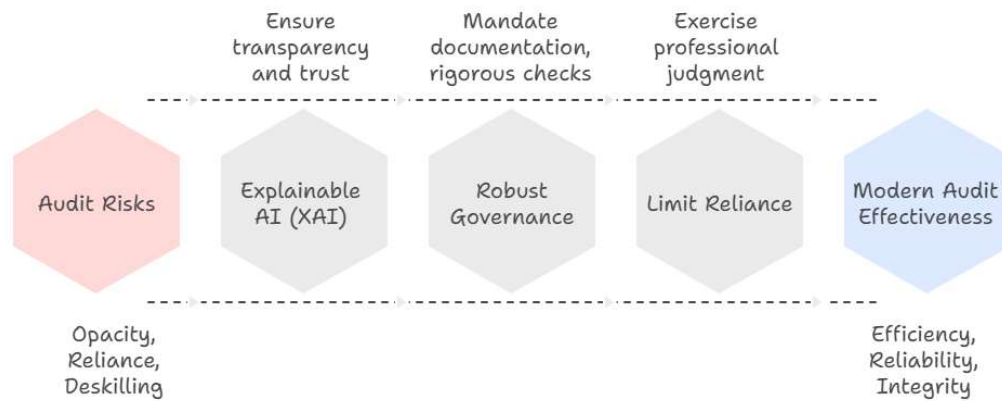 Ensure
transparency
and trust
Mandate
documentation,
rigorous checks
Exercise
professional
judgment
Audit Risks
Explainable
AI (XAI)
Robust
Governance
Limit Reliance
Modern Audit
Effectiveness
Opacity,
Reliance,
Deskilling
Efficiency,
Reliability,
Integrity